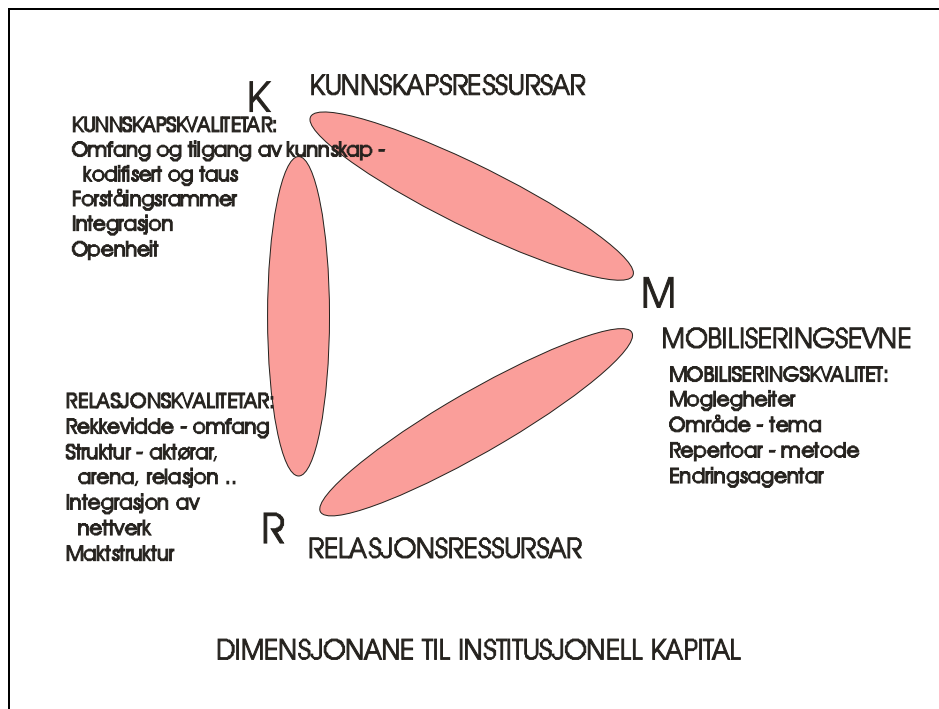 K
KUNNSKAPSRESSURSAR
KUNNSKAPSKVALITETAR:
Omfang og tilgang av kunnskap -
kodifisert og taus
Forståingsrammer
Integrasjon
Openheit
M
MOBILISERINGSEVNE
MOBILISERINGSKVALITET:
Moglegheiter
Område - tema
Repertoar - metode
Endringsagentar
RELASJONSKVALITETAR:
Rekkevidde - omfang
Struktur - aktørar,
arena, relasjon ..
Integrasjon av
nettverk
Maktstruktur
R
RELASJONSRESSURSAR
DIMENSJONANE TIL INSTITUSJONELL KAPITAL